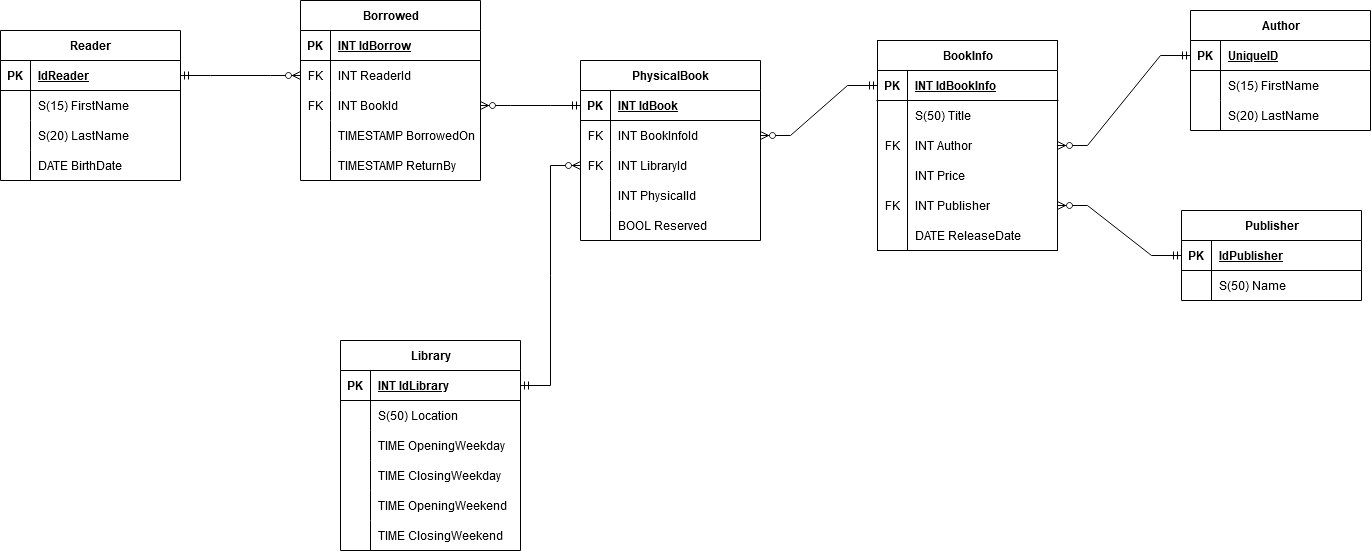 Reader
PK IdReader
S(15) FirstName
S(20) LastName
DATE BirthDate
Borrowed
PK INT IdBorrow
FK INT ReaderId
FK INT BookId
TIMESTAMP BorrowedOn
TIMESTAMP ReturnBy
PhysicalBook
PK INT IdBook
FK INT BookInfoId
FK INT LibraryId
INT PhysicalId
BOOL Reserved
BookInfo
PK INT IdBookInfo
S(50) Title
FK INT Author
INT Price
FK INT Publisher
DATE ReleaseDate
Author
PK UniqueID
S(15) FirstName
S(20) LastName
Publisher
PK IdPublisher
S(50) Name
Library
PK INT IdLibrary
S(50) Location
TIME OpeningWeekday
TIME ClosingWeekday
TIME OpeningWeekend
TIME ClosingWeekend